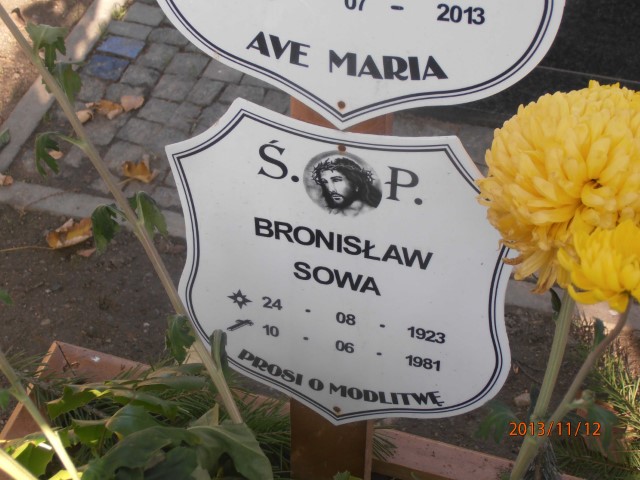 07 - 2013
AVE MARIA
Ś. P.
BRONISŁAW
SOWA
24 - 08 - 1923
10 - 06 - 1981
PROSI O MODLITWĘ
2013/11/12